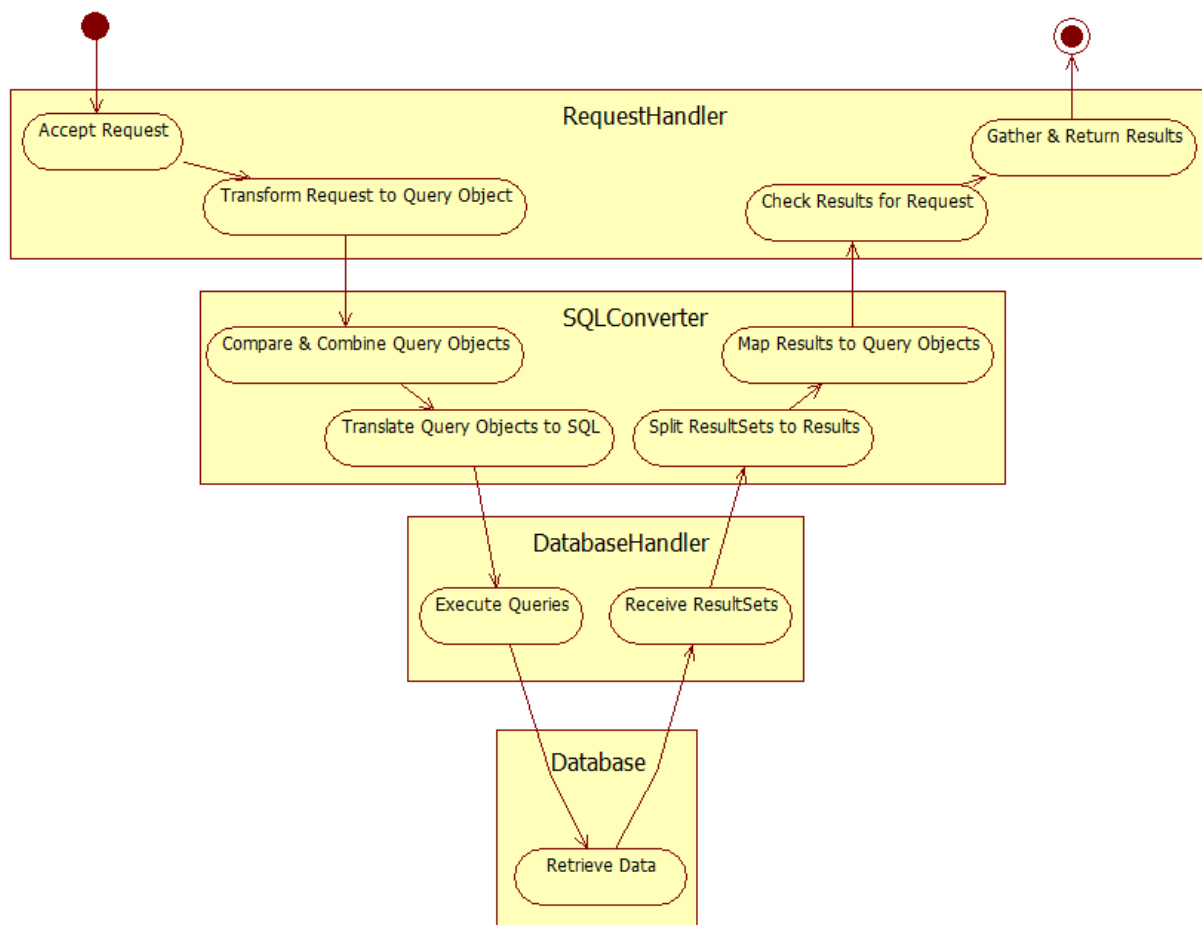 RequestHandler
Accept Request
Gather & Return Results
Transform Request to Query Object
Check Results for Request
SQLConverter
Compare & Combine Query Objects
Map Results to Query Objects
Translate Query Objects to SQL
Split ResultSets to Results
DatabaseHandler
Execute Queries
Receive ResultSets
Database
Retrieve Data